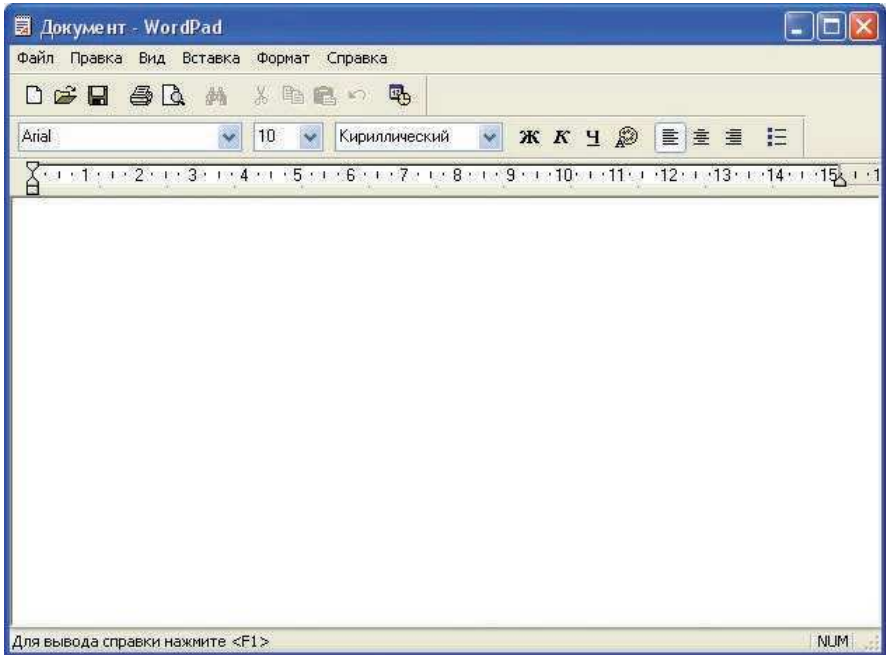 Документ - WordPad
Файл Правка Вид Вставка Формат Справка
Arial 10 Кириллический Ж К Ч
1 2 3 4 5 6 7 8 9 10 11 12 13 14 15 1
Для вывода справки нажмите <F1> NUM